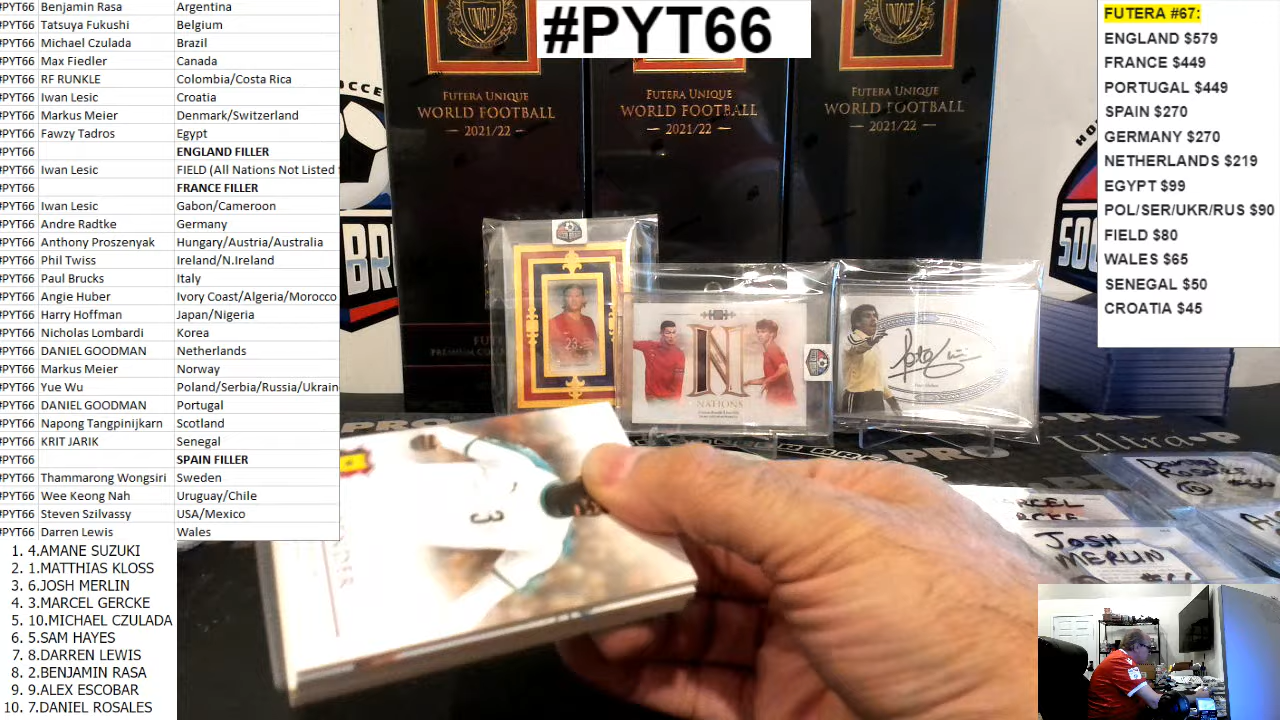 #PYT66 Benjamin Rasa Argentina
#PYT66 Tatsuya Fukushi Belgium
#PYT66 Michael Czulada Brazil
#PYT66 Max Fiedler Canada
#PYT66 RF RUNKLE Colombia/Costa Rica
#PYT66 Iwan Lesic Croatia
#PYT66 Markus Meier Denmark/Switzerland
#PYT66 Fawzy Tadros Egypt
#PYT66 ENGLAND FILLER
#PYT66 Iwan Lesic FIELD (All Nations Not Listed
#PYT66 FRANCE FILLER
#PYT66 Iwan Lesic Gabon/Cameroon
#PYT66 Andre Radtke Germany
#PYT66 Anthony Proszenyak Hungary/Austria/Australia
#PYT66 Phil Twiss Ireland/N.Ireland
#PYT66 Paul Brucks Italy
#PYT66 Angie Huber Ivory Coast/Algeria/Morocco
#PYT66 Harry Hoffman Japan/Nigeria
#PYT66 Nicholas Lombardi Korea
#PYT66 DANIEL GOODMAN Netherlands
#PYT66 Markus Meier Norway
#PYT66 Yue Wu Poland/Serbia/Russia/Ukrain
#PYT66 DANIEL GOODMAN Portugal
#PYT66 Napong Tengpinijkarn Scotland
#PYT66 KRIT JARIK Senegal
#PYT66 SPAIN FILLER
#PYT66 Thammarong Wongsiri Sweden
#PYT66 Wee Keong Nah Uruguay/Chile
#PYT66 Steven Szilvassy USA/Mexico
#PYT66 Darren Lewis Wales
1. 4.AMANE SUZUKI
2. 1.MATTHIAS KLOSS
3. 6.JOSH MERLIN
4. 3.MARCEL GERCKE
5. 10.MICHAEL CZULADA
6. 5.SAM HAYES
7. 8.DARREN LEWIS
8. 2.BENJAMIN RASA
9. 9.ALEX ESCOBAR
10. 7.DANIEL ROSALES
#PYT66
UNIQUE
FUTERA UNIQUE
WORLD FOOTBALL
2021/22
UNIQUE
FUTERA UNIQUE
WORLD FOOTBALL
2021/22
UNIQUE
FUTERA UNIQUE
WORLD FOOTBALL
2021/22
23
N
NATIONS
3
JOSH
MERLIN
FUTERA #67:
ENGLAND $579
FRANCE $449
PORTUGAL $449
SPAIN $270
GERMANY $270
NETHERLANDS $219
EGYPT $99
POL/SER/UKR/RUS $90
FIELD $80
WALES $65
SENEGAL $50
CROATIA $45